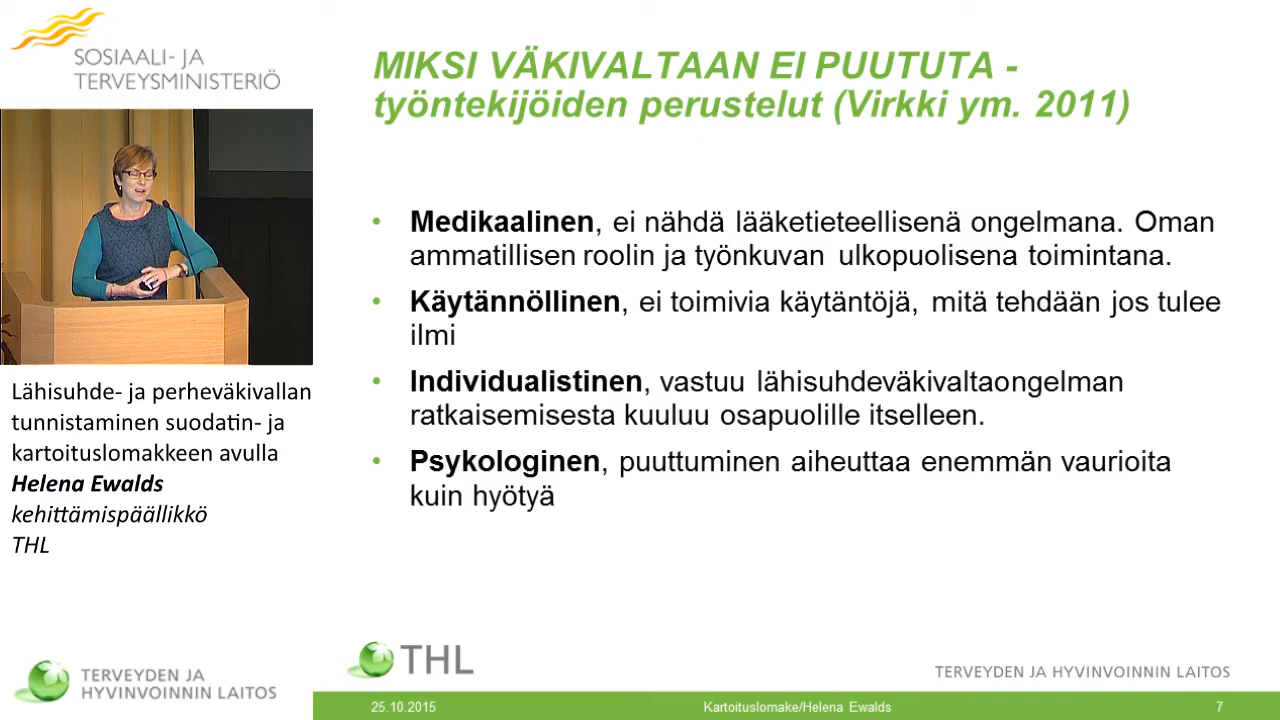 SOSIAALI- JA
TERVEYSMINISTERIÖ
Lähisuhde- ja perheväkivallan
tunnistaminen suodatin- ja
kartoituslomakkeen avulla
Helena Ewalds
kehittämispäällikkö
THL
TERVEYDEN JA
HYVINVOINNIN LAITOS
MIKSI VÄKIVALTAAN EI PUUTUTA -
työntekijöiden perustelut (Virkki ym. 2011)
• Medikaalinen, ei nähdä lääketieteellisenä ongelmana. Oman
ammatillisen roolin ja työnkuvan ulkopuolisena toimintana.
• Käytännöllinen, ei toimivia käytäntöjä, mitä tehdään jos tulee
ilmi
• Individualistinen, vastuu lähisuhdeväkivaltaongelman
ratkaisemisesta kuuluu osapuolille itselleen.
• Psykologinen, puuttuminen aiheuttaa enemmän vaurioita
kuin hyötyä
THL
TERVEYDEN JA HYVINVOINNIN LAITOS
25.10.2015 Kartoituslomake/Helena Ewalds 7